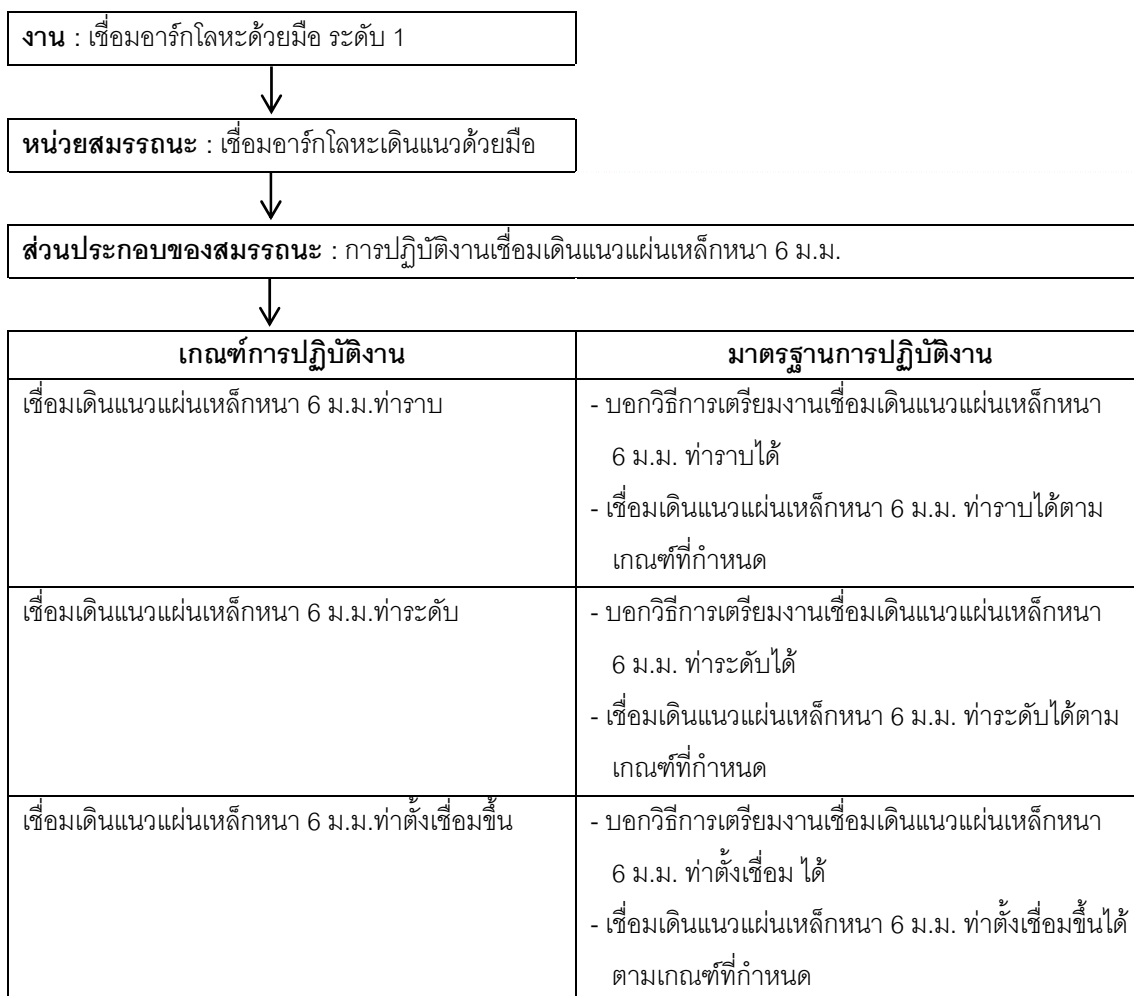 งาน : เชื่อมอาร์กโลหะด้วยมือ ระดับ 1
หน่วยสมรรถนะ : เชื่อมอาร์กโลหะเดินแนวด้วยมือ
ส่วนประกอบของสมรรถนะ : การปฏิบัติงานเชื่อมเดินแนวแผ่นเหล็กหนา 6 ม.ม.
เกณฑ์การปฏิบัติงาน
มาตรฐานการปฏิบัติงาน
เชื่อมเดินแนวแผ่นเหล็กหนา 6 ม.ม.ท่าราบ
- บอกวิธีการเตรียมงานเชื่อมเดินแนวแผ่นเหล็กหนา
6 ม.ม. ท่าราบได้
- เชื่อมเดินแนวแผ่นเหล็กหนา 6 ม.ม. ท่าราบได้ตาม
เกณฑ์ที่กำหนด
เชื่อมเดินแนวแผ่นเหล็กหนา 6 ม.ม.ท่าระดับ
- บอกวิธีการเตรียมงานเชื่อมเดินแนวแผ่นเหล็กหนา
6 ม.ม. ท่าระดับได้
- เชื่อมเดินแนวแผ่นเหล็กหนา 6 ม.ม. ท่าระดับได้ตาม
เกณฑ์ที่กำหนด
เชื่อมเดินแนวแผ่นเหล็กหนา 6 ม.ม.ท่าตั้งเชื่อมขึ้น
- บอกวิธีการเตรียมงานเชื่อมเดินแนวแผ่นเหล็กหนา
6 ม.ม. ท่าตั้งเชื่อม ได้
- เชื่อมเดินแนวแผ่นเหล็กหนา 6 ม.ม. ท่าตั้งเชื่อมขึ้นได้
ตามเกณฑ์ที่กำหนด